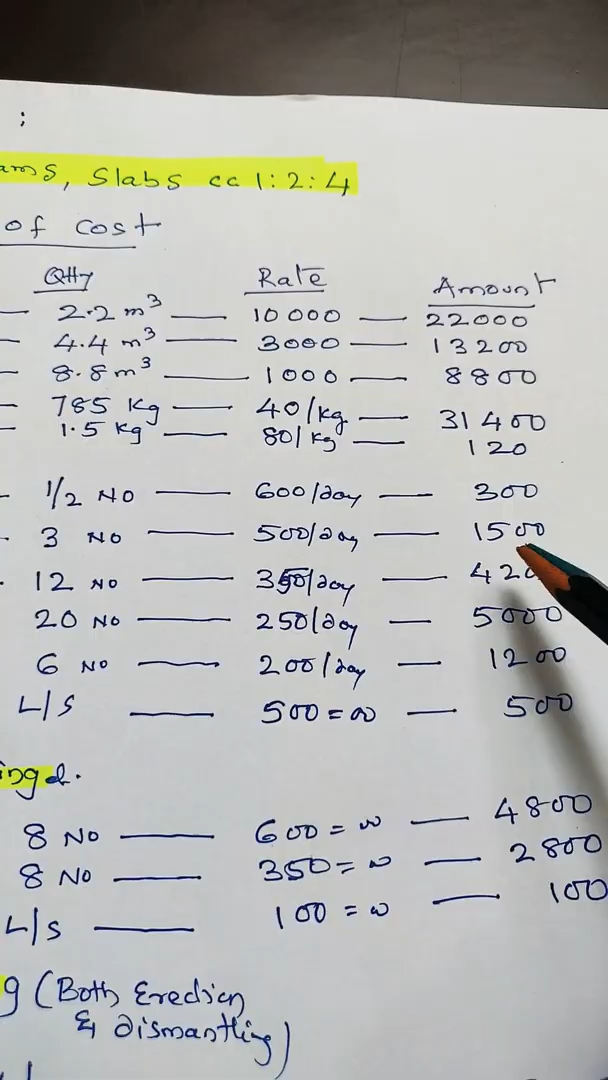 ;
ams, Slabs cc 1:2:4
of cost
Qtty Rate Amount
2.2 m³ — 10000 — 22000
4.4 m³ — 3000 — 13200
8.8 m³ — 1000 — 8800
785 Kg — 40/kg — 31400
1.5 Kg — 80/kg — 120
1/2 No — 600/day — 300
3 No — 500/day — 1500
12 No — 350/day — 420
20 No — 250/day — 5000
6 No — 200/day — 1200
L/S — 500=00 — 500
ing &.
8 No — 600=00 — 4800
8 No — 350=00 — 2800
L/S — 100=00 — 100
g (Both Erection
& dismantling)